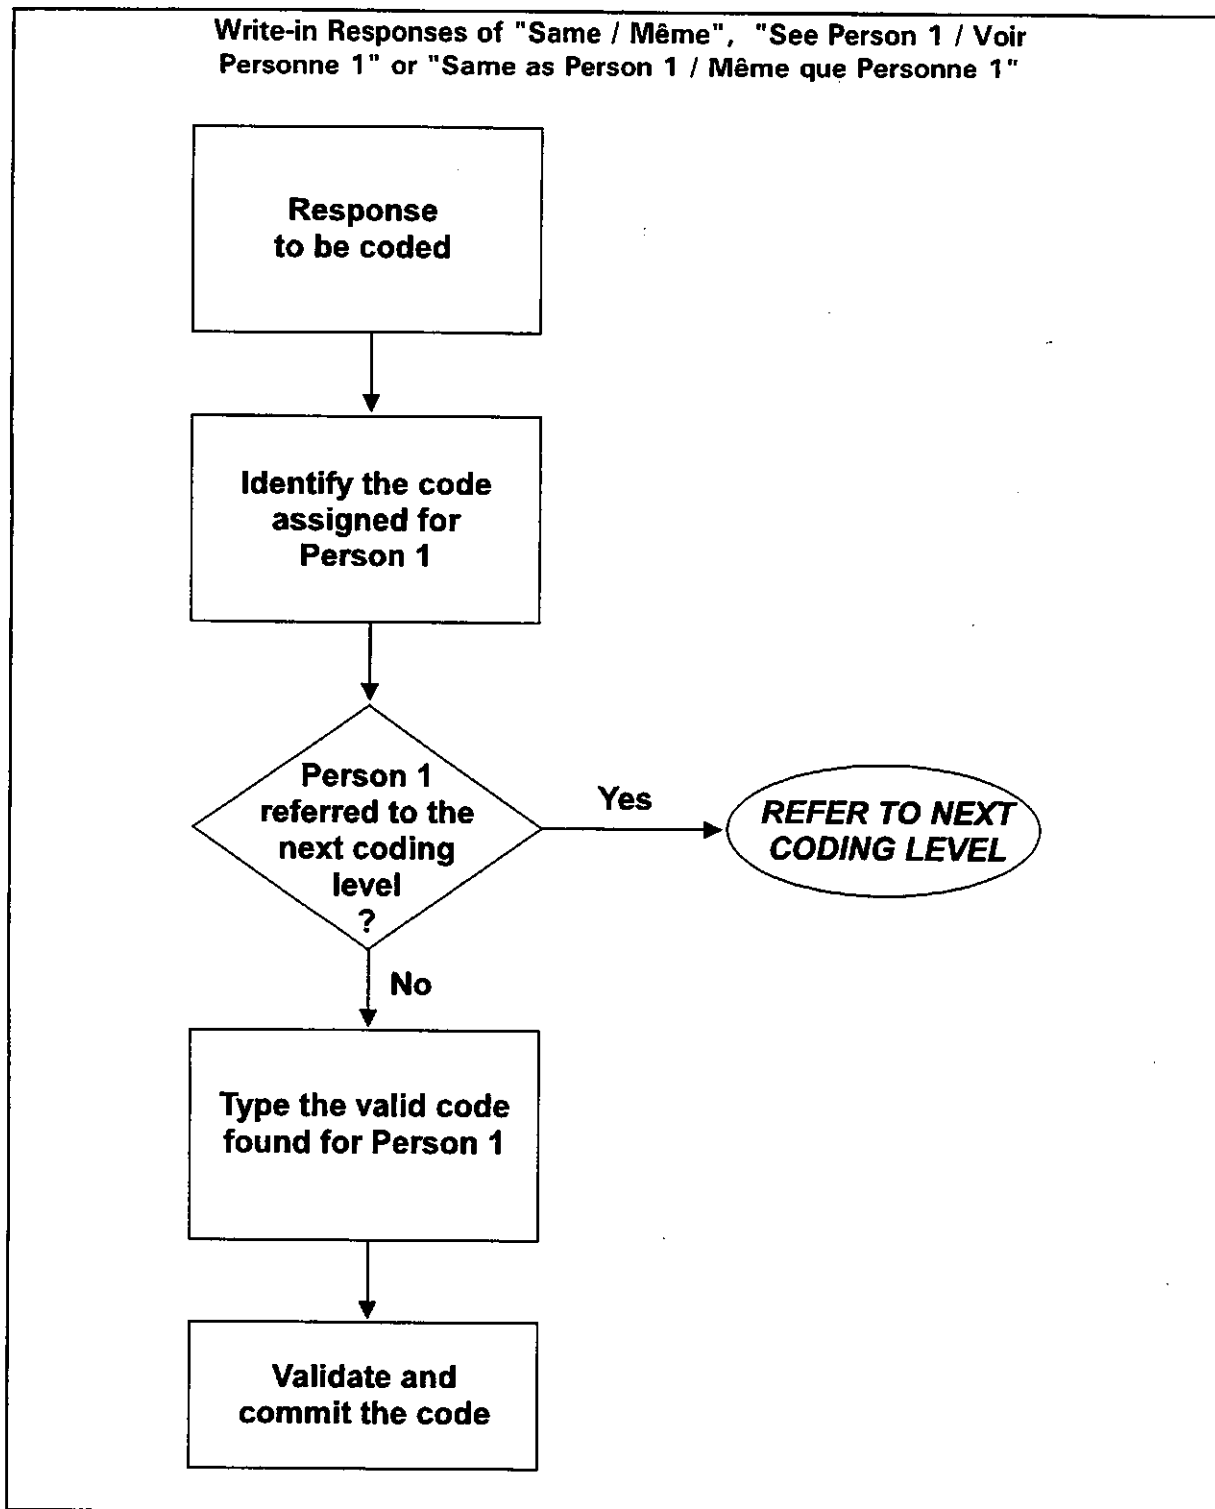 Write-in Responses of "Same / Même", "See Person 1 / Voir
Personne 1" or "Same as Person 1 / Même que Personne 1"
Response
to be coded
Identify the code
assigned for
Person 1
Person 1
referred to the
next coding
level
?
Yes
REFER TO NEXT
CODING LEVEL
No
Type the valid code
found for Person 1
Validate and
commit the code